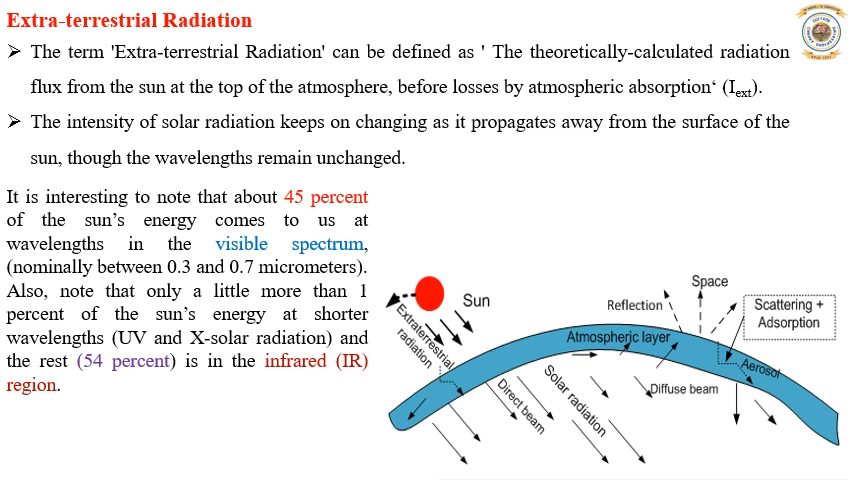 Extra-terrestrial Radiation
➢ The term 'Extra-terrestrial Radiation' can be defined as ' The theoretically-calculated radiation
flux from the sun at the top of the atmosphere, before losses by atmospheric absorption‘ (Iext).
➢ The intensity of solar radiation keeps on changing as it propagates away from the surface of the
sun, though the wavelengths remain unchanged.
It is interesting to note that about 45 percent
of the sun’s energy comes to us at
wavelengths in the visible spectrum,
(nominally between 0.3 and 0.7 micrometers).
Also, note that only a little more than 1
percent of the sun’s energy at shorter
wavelengths (UV and X-solar radiation) and
the rest (54 percent) is in the infrared (IR)
region.
Sun
Extraterrestrial
radiation
Reflection
Space
Scattering +
Adsorption
Atmospheric layer
Aerosol
Direct beam
Solar radiation
Diffuse beam